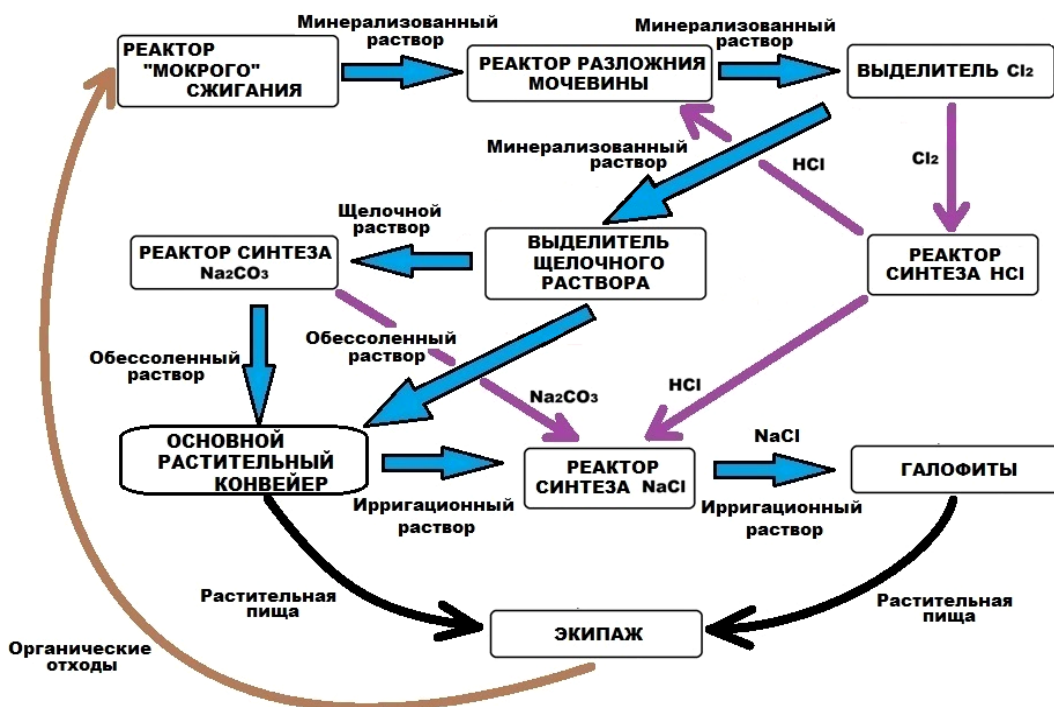 Минерализованный
раствор
Минерализованный
раствор
РЕАКТОР
"МОКРОГО"
СЖИГАНИЯ
РЕАКТОР РАЗЛОЖНИЯ
МОЧЕВИНЫ
ВЫДЕЛИТЕЛЬ Cl₂
Минерализованный
раствор
HCl
Cl₂
Щелочной
раствор
РЕАКТОР СИНТЕЗА
Na₂CO₃
ВЫДЕЛИТЕЛЬ
ЩЕЛОЧНОГО
РАСТВОРА
РЕАКТОР
СИНТЕЗА HCl
Обессоленный
раствор
Обессоленный
раствор
Na₂CO₃
HCl
ОСНОВНОЙ
РАСТИТЕЛЬНЫЙ
КОНВЕЙЕР
РЕАКТОР
СИНТЕЗА NaCl
NaCl
ГАЛОФИТЫ
Ирригационный
раствор
Ирригационный
раствор
Растительная
пища
Растительная
пища
ЭКИПАЖ
Органические
отходы